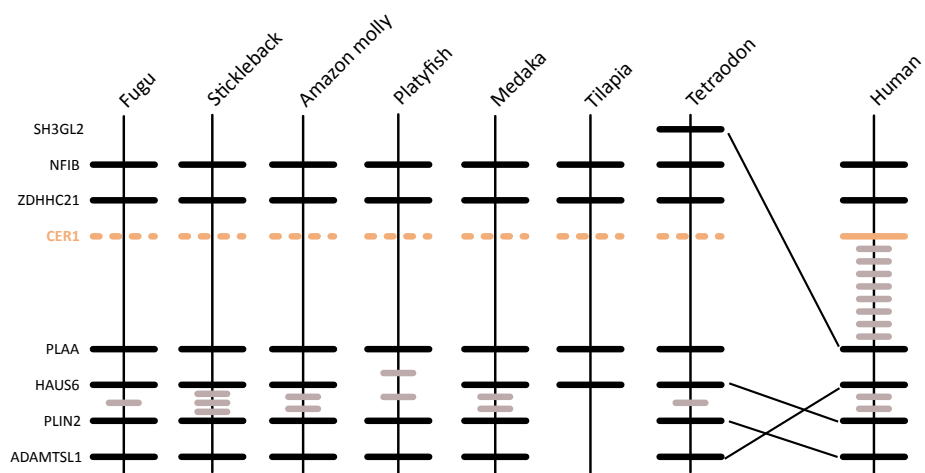 Fugu
Stickleback
Amazon molly
Platyfish
Medaka
Tilapia
Tetraodon
Human
SH3GL2
NFIB
ZDHHC21
CER1
PLAA
HAUS6
PLIN2
ADAMTSL1